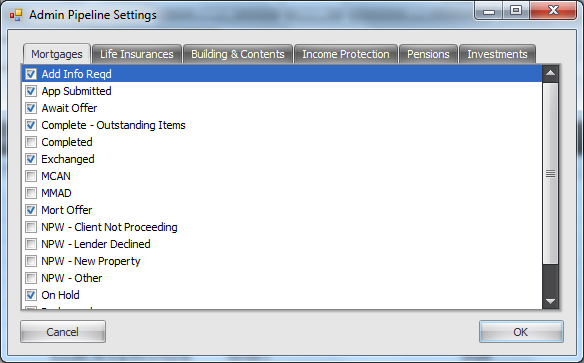 Admin Pipeline Settings
Mortgages Life Insurances Building & Contents Income Protection Pensions Investments
Add Info Reqd
App Submitted
Await Offer
Complete - Outstanding Items
Completed
Exchanged
MCAN
MMAD
Mort Offer
NPW - Client Not Proceeding
NPW - Lender Declined
NPW - New Property
NPW - Other
On Hold
Cancel OK